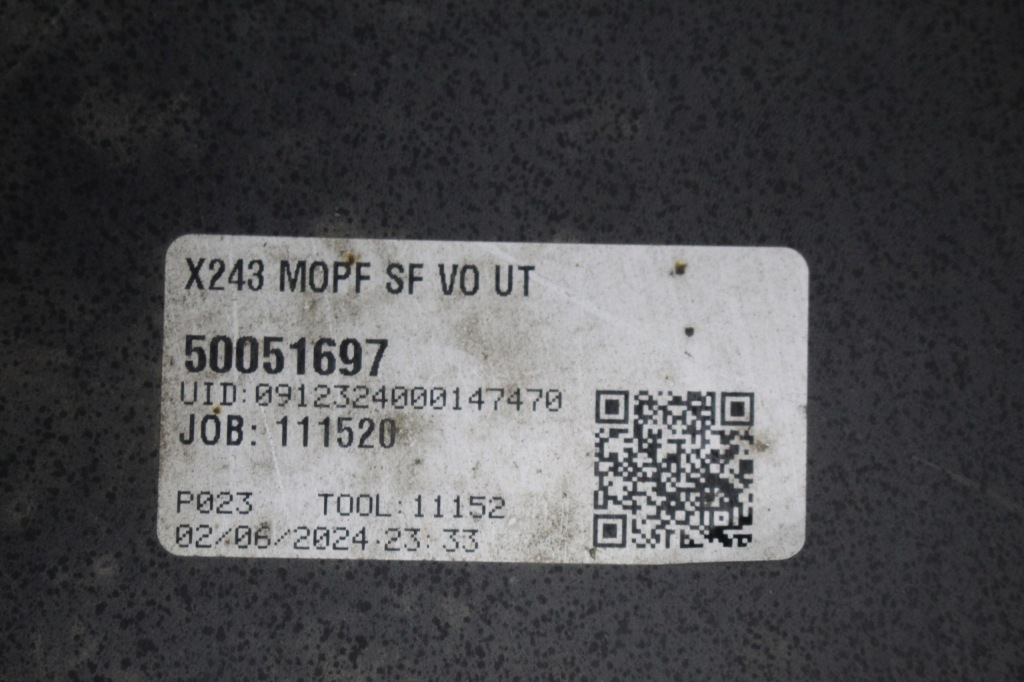 X243 MOPF SF VO UT
50051697
UID:0912324000147470
JOB: 111520
P023 TOOL:11152
02/06/2024 23:33